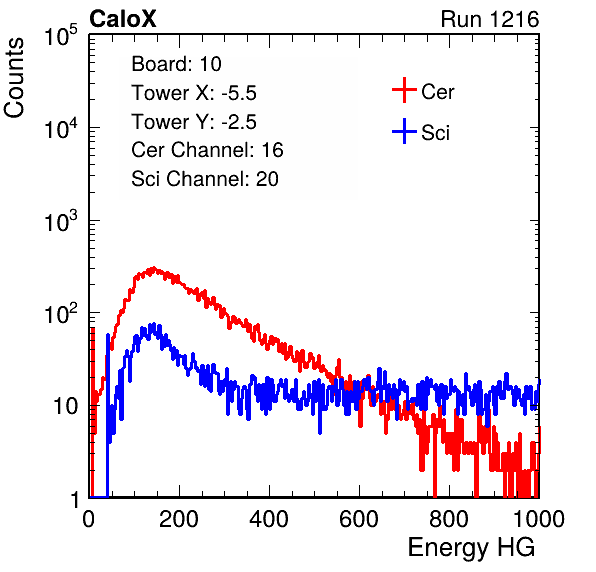 CaloX Run 1216
Counts
10^5
10^4
10^3
10^2
10
1
Board: 10
Tower X: -5.5
Tower Y: -2.5
Cer Channel: 16
Sci Channel: 20
Cer
Sci
0 200 400 600 800 1000
Energy HG